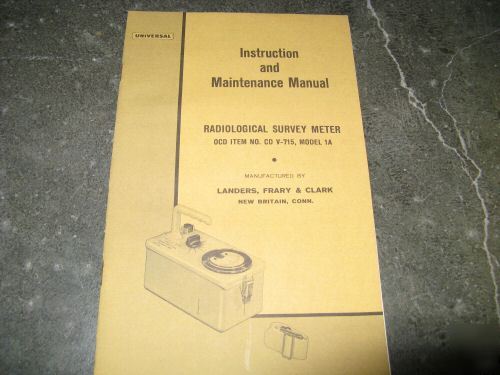 UNIVERSAL
Instruction
and
Maintenance Manual
RADIOLOGICAL SURVEY METER
OCD ITEM NO. CD V-715, MODEL 1A
MANUFACTURED BY
LANDERS, FRARY & CLARK
NEW BRITAIN, CONN.